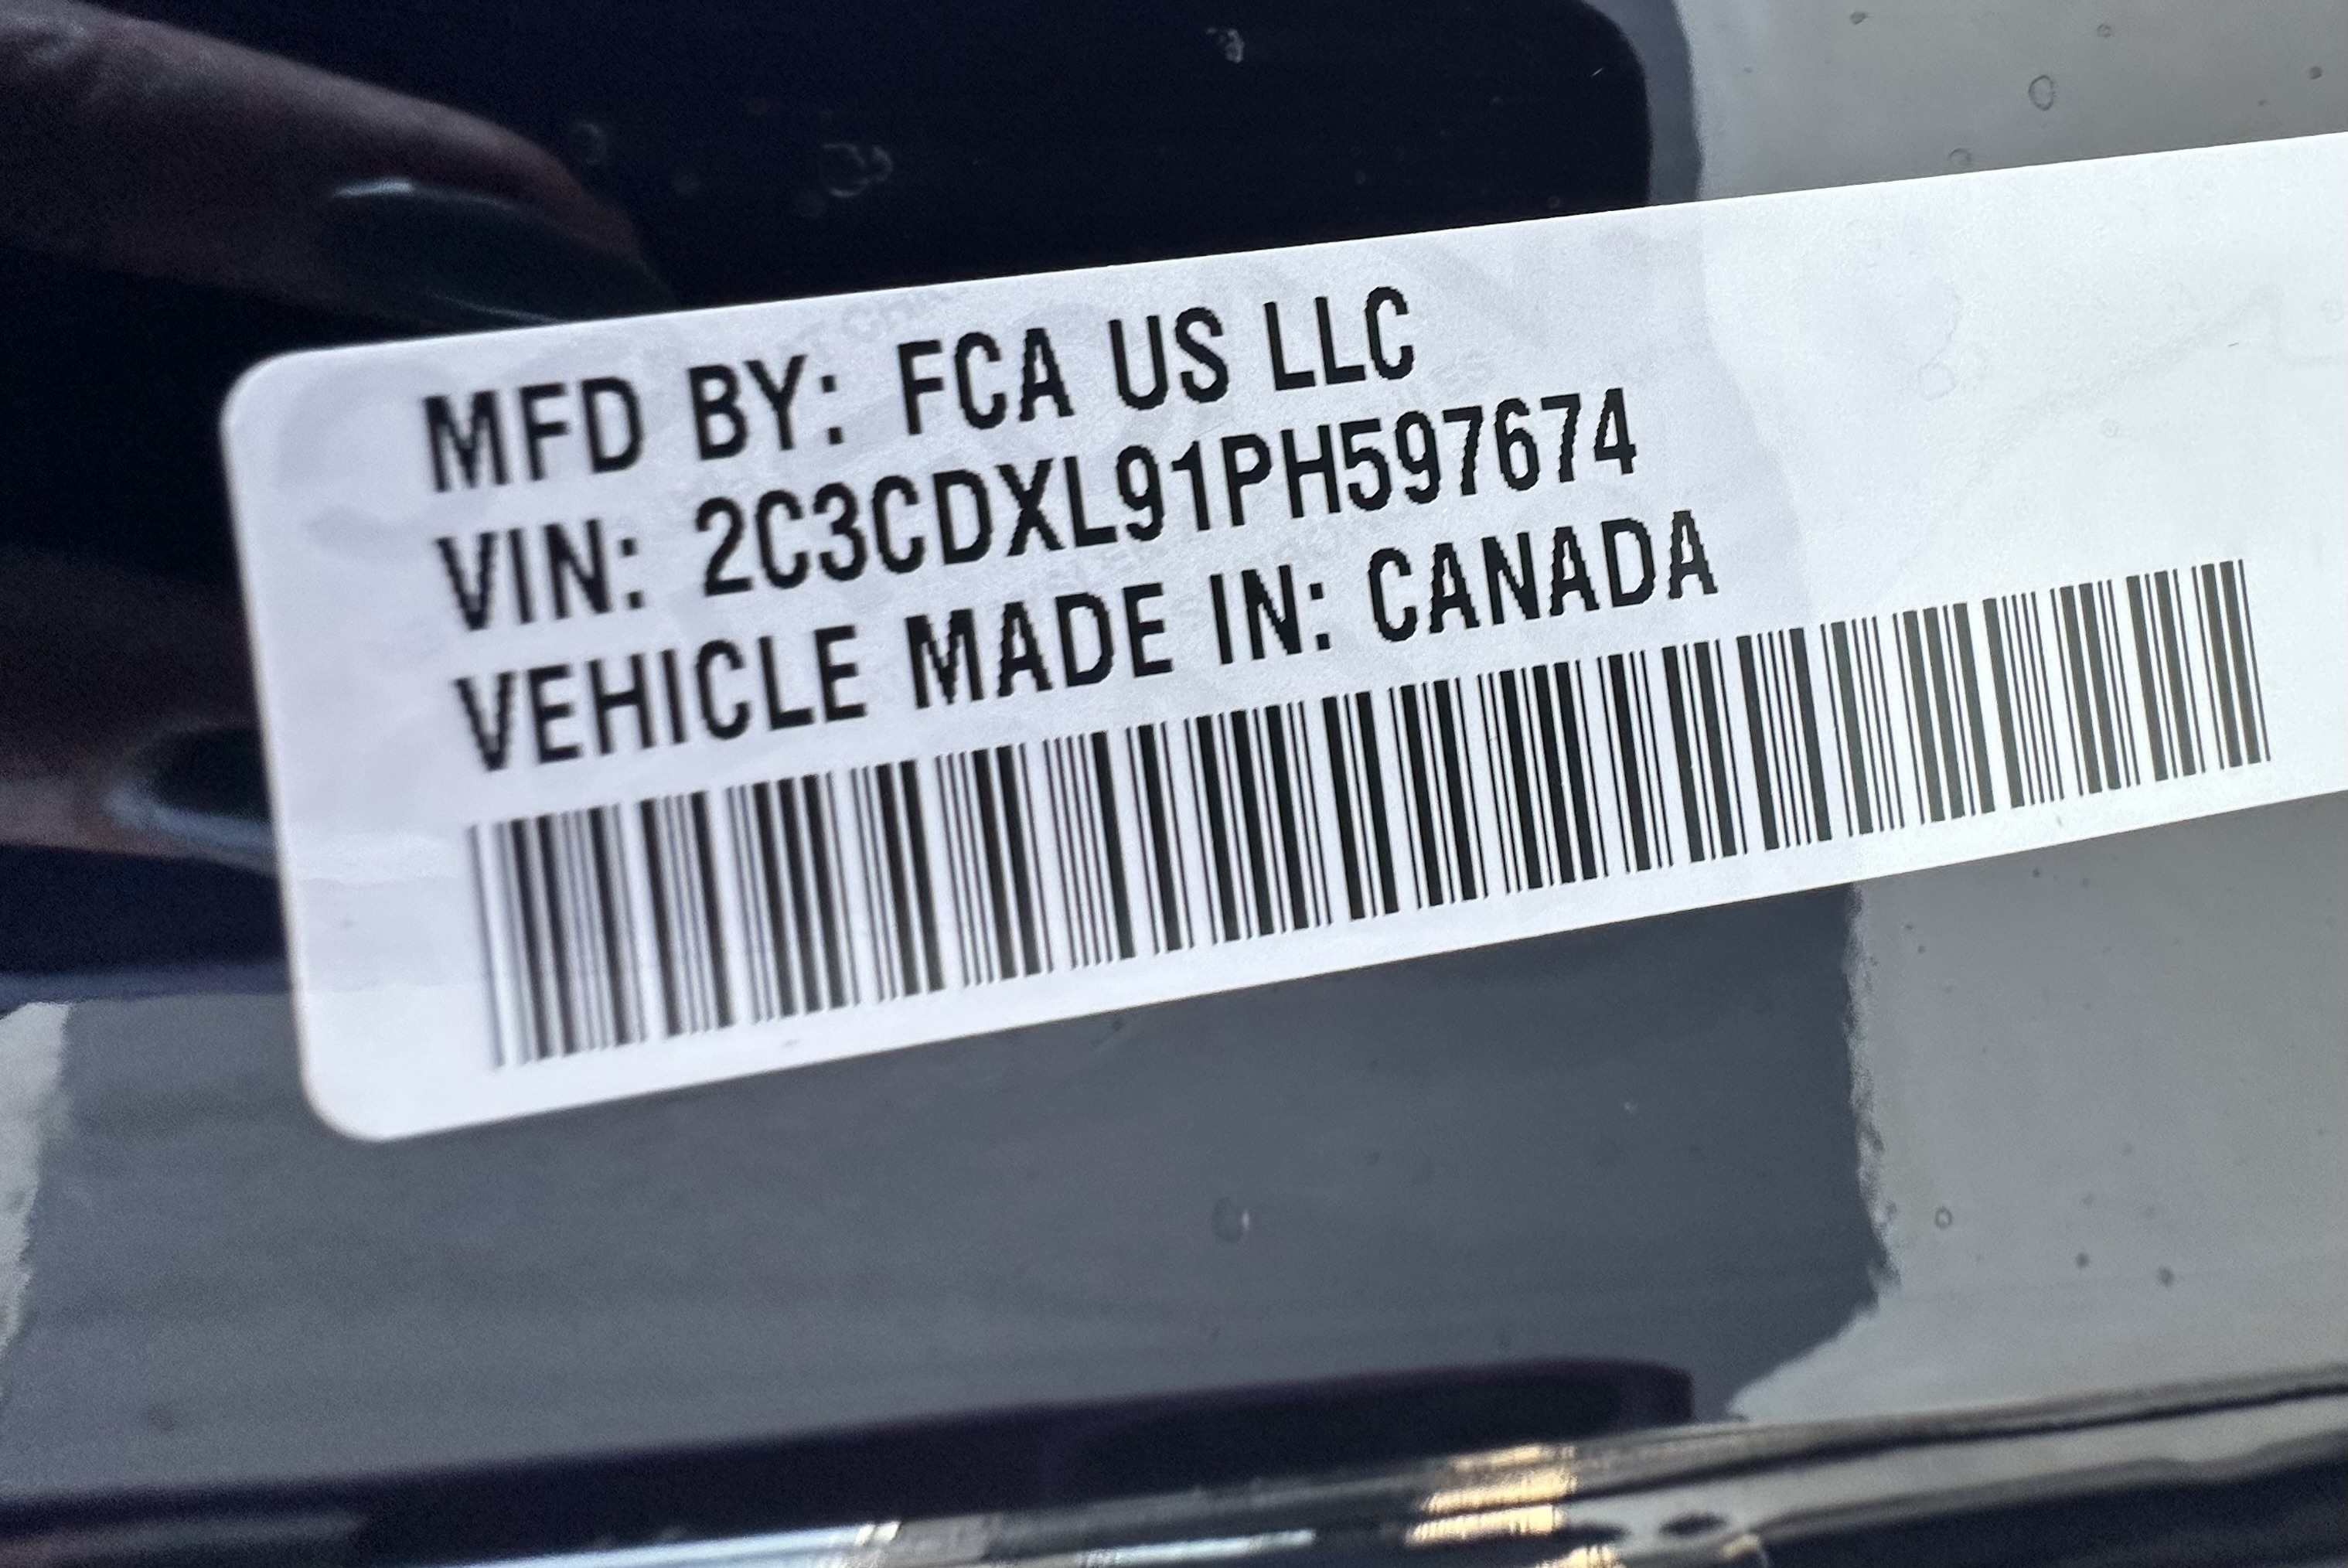 MFD BY: FCA US LLC
VIN: 2C3CDXL91PH597674
VEHICLE MADE IN: CANADA